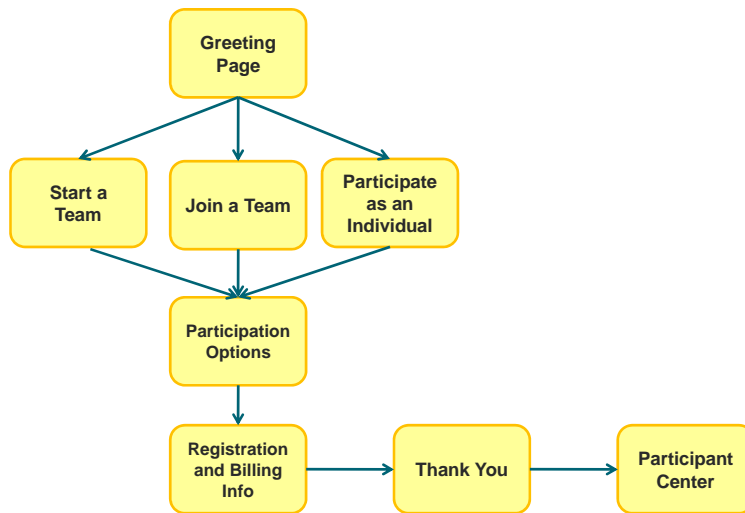 Greeting
Page
Start a
Team
Join a Team
Participate
as an
Individual
Participation
Options
Registration
and Billing
Info
Thank You
Participant
Center